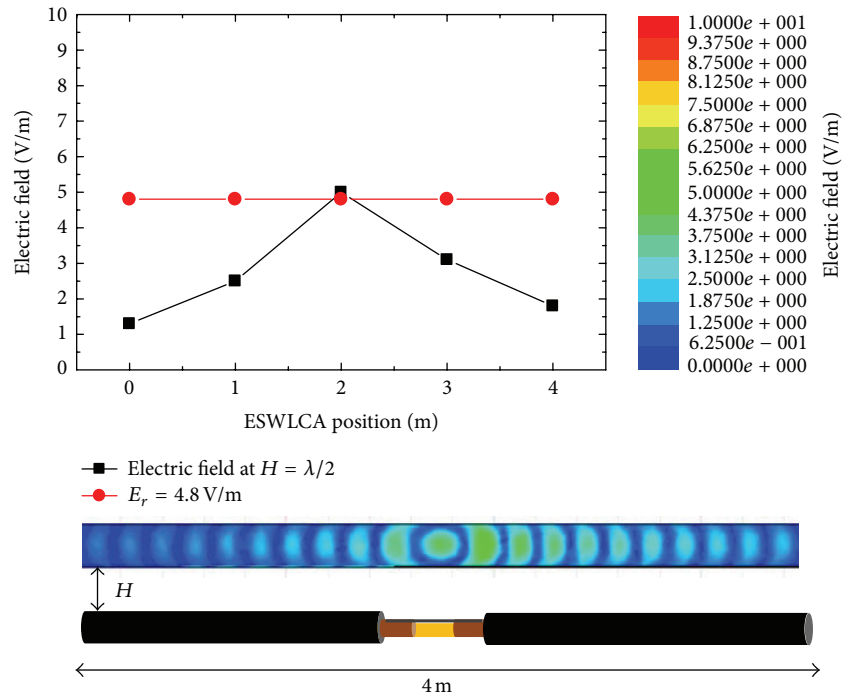 10
9
8
7
6
5
4
3
2
1
0
Electric field (V/m)
0 1 2 3 4
ESWLCA position (m)
1.0000e + 001
9.3750e + 000
8.7500e + 000
8.1250e + 000
7.5000e + 000
6.8750e + 000
6.2500e + 000
5.6250e + 000
5.0000e + 000
4.3750e + 000
3.7500e + 000
3.1250e + 000
2.5000e + 000
1.8750e + 000
1.2500e + 000
6.2500e − 001
0.0000e + 000
Electric field (V/m)
Electric field at H = λ/2
E_r = 4.8 V/m
H
4 m